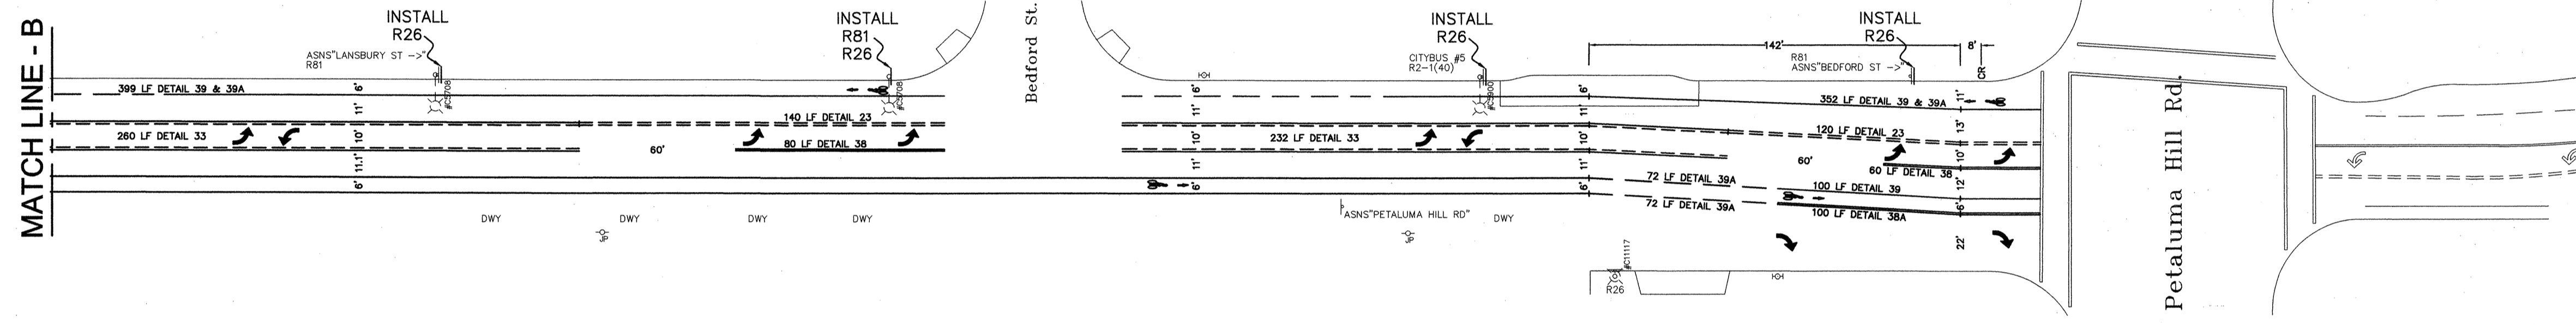 MATCH LINE - B
INSTALL
R26
ASNS"LANSBURY ST ->"
R81
#C5708
399 LF DETAIL 39 & 39A
6'
11'
260 LF DETAIL 33
10'
11.1'
6'
INSTALL
R81
R26
#C5708
140 LF DETAIL 23
80 LF DETAIL 38
60'
DWY
DWY
DWY
DWY
JP
Bedford St.
6'
11'
10'
11'
6'
232 LF DETAIL 33
INSTALL
R26
CITYBUS #5
R2-1(40)
#C5900
ASNS"PETALUMA HILL RD"
DWY
JP
142'
8'
CR
6'
11'
10'
11'
6'
INSTALL
R26
R81
ASNS"BEDFORD ST ->"
352 LF DETAIL 39 & 39A
11'
120 LF DETAIL 23
13'
60'
10'
60 LF DETAIL 38
72 LF DETAIL 39A
100 LF DETAIL 39
12'
72 LF DETAIL 39A
6'
100 LF DETAIL 38A
22'
#C11117
R26
Petaluma Hill Rd.